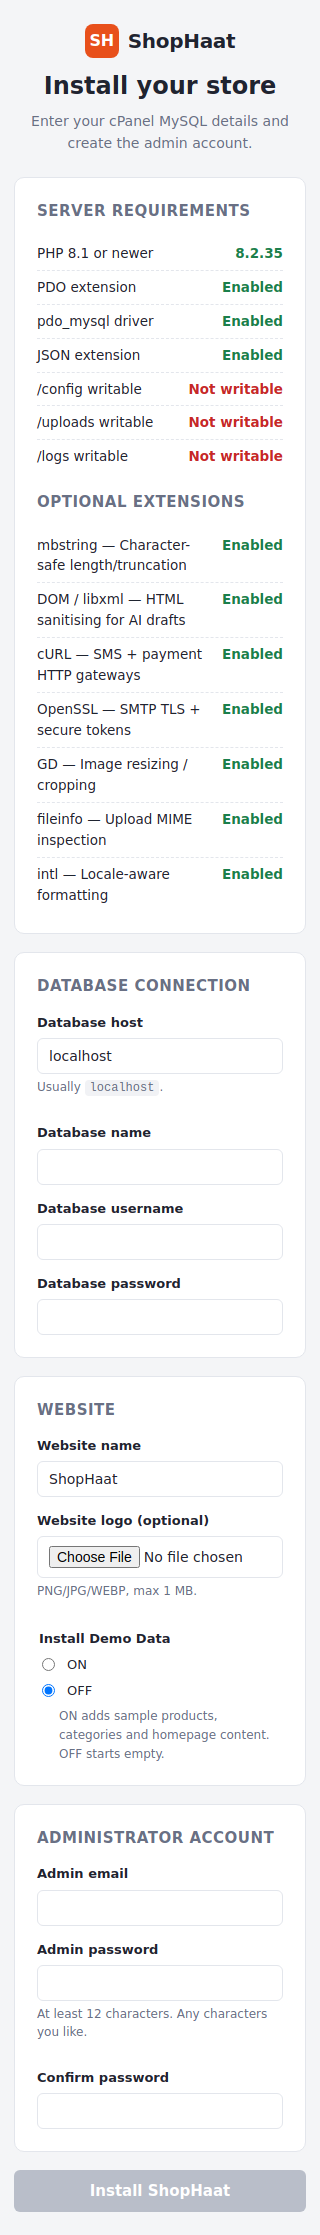 SH ShopHaat
Install your store
Enter your cPanel MySQL details and
create the admin account.
SERVER REQUIREMENTS
PHP 8.1 or newer 8.2.35
PDO extension Enabled
pdo_mysql driver Enabled
JSON extension Enabled
/config writable Not writable
/uploads writable Not writable
/logs writable Not writable
OPTIONAL EXTENSIONS
mbstring — Character- Enabled
safe length/truncation
DOM / libxml — HTML Enabled
sanitising for AI drafts
cURL — SMS + payment Enabled
HTTP gateways
OpenSSL — SMTP TLS + Enabled
secure tokens
GD — Image resizing / Enabled
cropping
fileinfo — Upload MIME Enabled
inspection
intl — Locale-aware Enabled
formatting
DATABASE CONNECTION
Database host
localhost
Usually localhost.
Database name
Database username
Database password
WEBSITE
Website name
ShopHaat
Website logo (optional)
Choose File No file chosen
PNG/JPG/WEBP, max 1 MB.
Install Demo Data
ON
OFF
ON adds sample products,
categories and homepage content.
OFF starts empty.
ADMINISTRATOR ACCOUNT
Admin email
Admin password
At least 12 characters. Any characters
you like.
Confirm password
Install ShopHaat